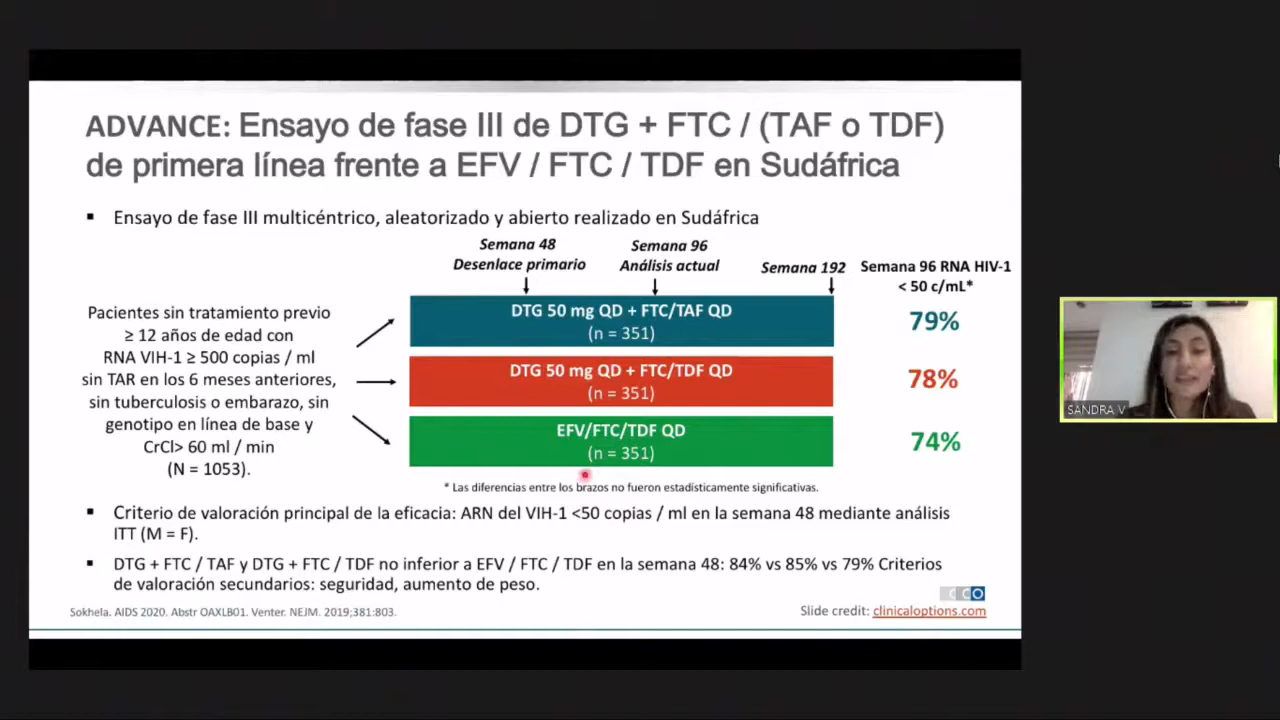 ADVANCE: Ensayo de fase III de DTG + FTC / (TAF o TDF)
de primera línea frente a EFV / FTC / TDF en Sudáfrica
▪ Ensayo de fase III multicéntrico, aleatorizado y abierto realizado en Sudáfrica
Semana 48
Desenlace primario
Semana 96
Análisis actual
Semana 192
Semana 96 RNA HIV-1
< 50 c/mL*
Pacientes sin tratamiento previo
≥ 12 años de edad con
RNA VIH-1 ≥ 500 copias / ml
sin TAR en los 6 meses anteriores,
sin tuberculosis o embarazo, sin
genotipo en línea de base y
CrCl> 60 ml / min
(N = 1053).
DTG 50 mg QD + FTC/TAF QD
(n = 351)
79%
DTG 50 mg QD + FTC/TDF QD
(n = 351)
78%
EFV/FTC/TDF QD
(n = 351)
74%
* Las diferencias entre los brazos no fueron estadísticamente significativas.
▪ Criterio de valoración principal de la eficacia: ARN del VIH-1 <50 copias / ml en la semana 48 mediante análisis
ITT (M = F).
▪ DTG + FTC / TAF y DTG + FTC / TDF no inferior a EFV / FTC / TDF en la semana 48: 84% vs 85% vs 79% Criterios
de valoración secundarios: seguridad, aumento de peso.
CCO
Sokhela. AIDS 2020. Abstr OAXLB01. Venter. NEJM. 2019;381:803.
Slide credit: clinicaloptions.com
SANDRA V